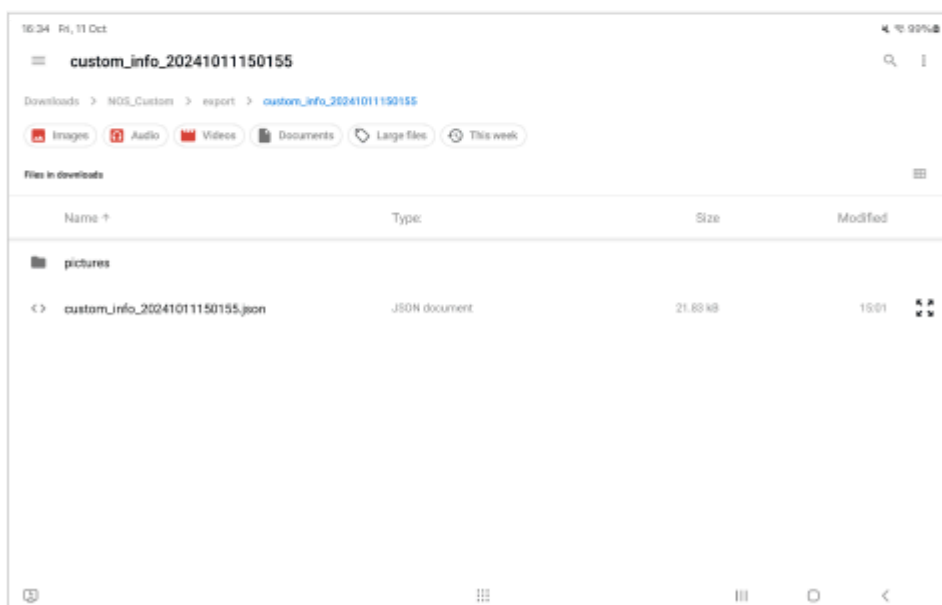 16:34 Fri, 11 Oct 99%
custom_info_20241011150155
Downloads > NOS_Custom > export > custom_info_20241011150155
Images Audio Videos Documents Large files This week
Files in downloads
Name ↑ Type: Size Modified
pictures
<> custom_info_20241011150155.json JSON document 21.83 kB 15:01